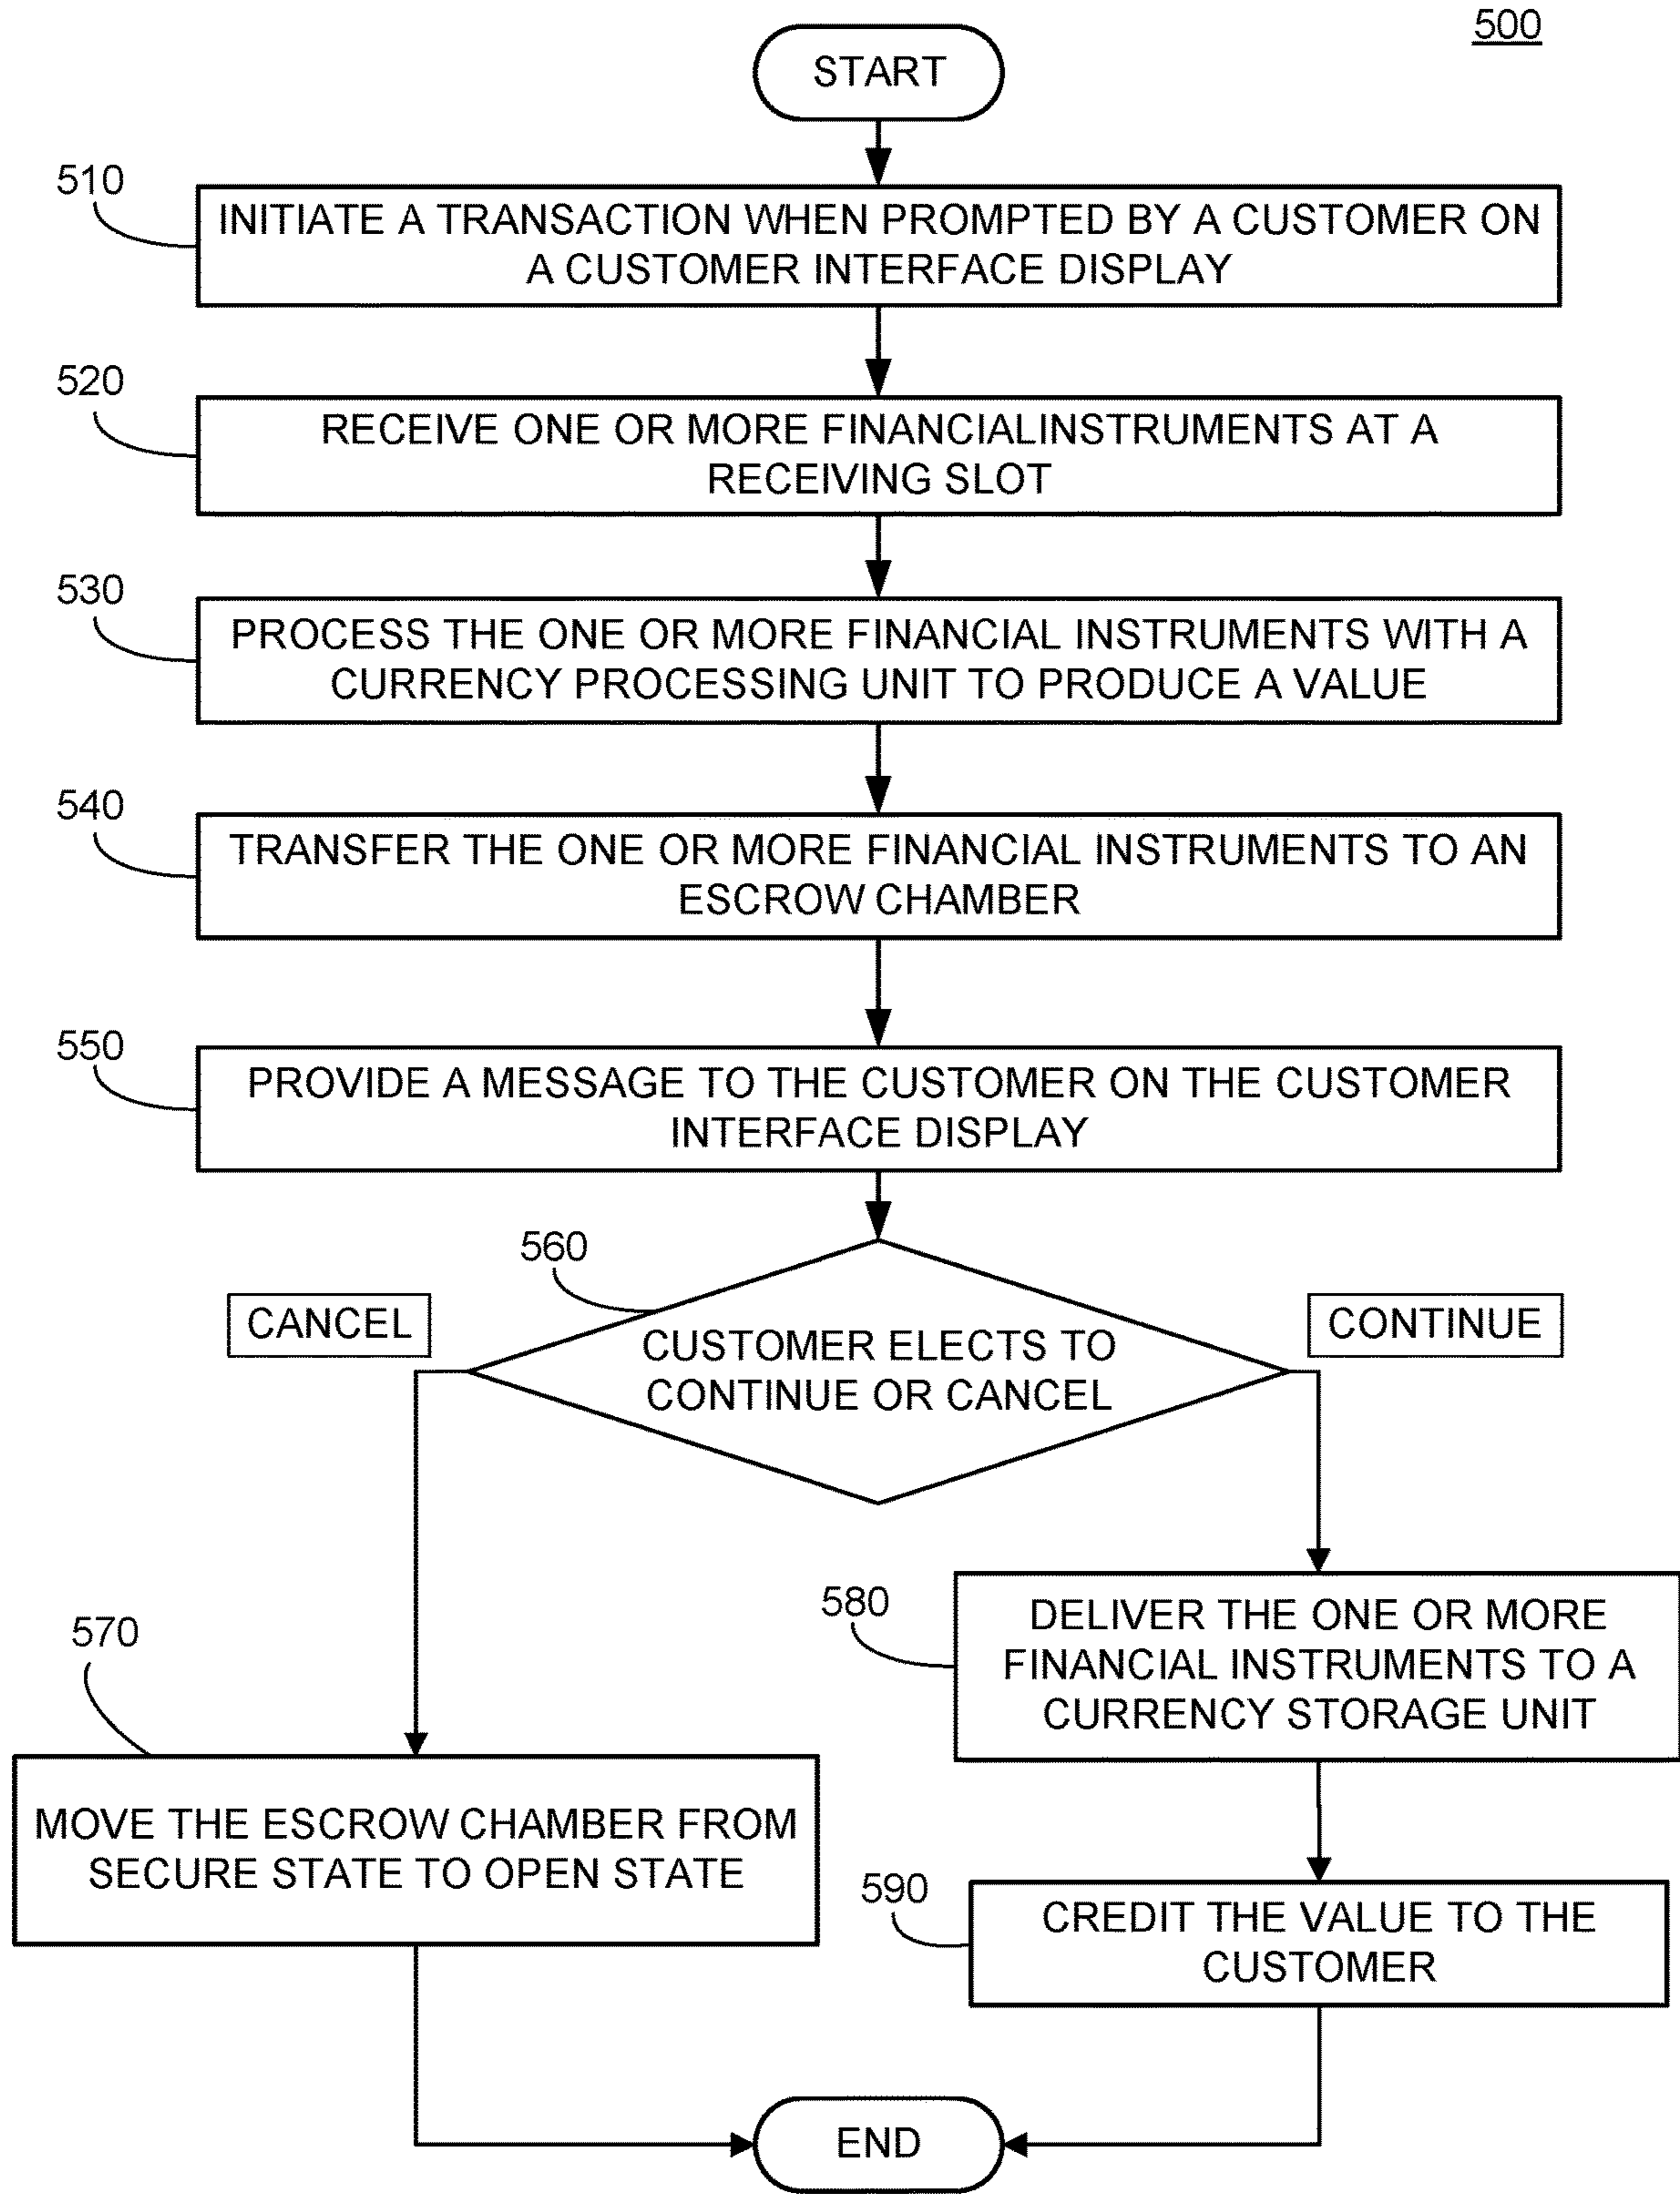 500
START
510
INITIATE A TRANSACTION WHEN PROMPTED BY A CUSTOMER ON
A CUSTOMER INTERFACE DISPLAY
520
RECEIVE ONE OR MORE FINANCIALINSTRUMENTS AT A
RECEIVING SLOT
530
PROCESS THE ONE OR MORE FINANCIAL INSTRUMENTS WITH A
CURRENCY PROCESSING UNIT TO PRODUCE A VALUE
540
TRANSFER THE ONE OR MORE FINANCIAL INSTRUMENTS TO AN
ESCROW CHAMBER
550
PROVIDE A MESSAGE TO THE CUSTOMER ON THE CUSTOMER
INTERFACE DISPLAY
560
CANCEL
CUSTOMER ELECTS TO
CONTINUE OR CANCEL
CONTINUE
570
MOVE THE ESCROW CHAMBER FROM
SECURE STATE TO OPEN STATE
580
DELIVER THE ONE OR MORE
FINANCIAL INSTRUMENTS TO A
CURRENCY STORAGE UNIT
590
CREDIT THE VALUE TO THE
CUSTOMER
END